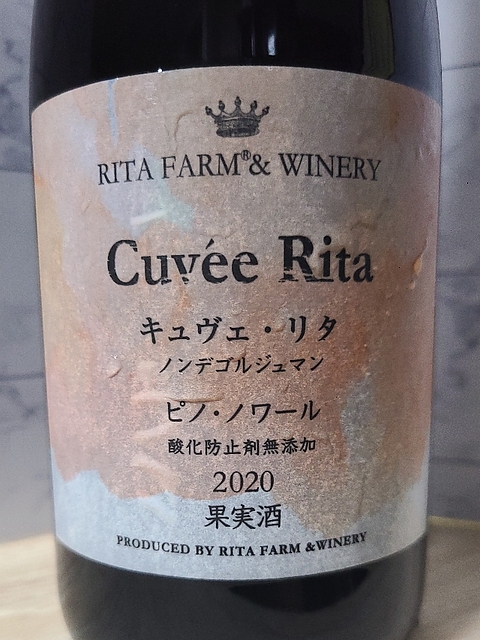 RITA FARM®& WINERY
Cuvée Rita
キュヴェ・リタ
ノンデゴルジュマン
ピノ・ノワール
酸化防止剤無添加
2020
果実酒
PRODUCED BY RITA FARM &WINERY